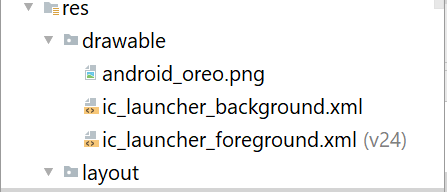 res
drawable
android_oreo.png
ic_launcher_background.xml
ic_launcher_foreground.xml (v24)
layout